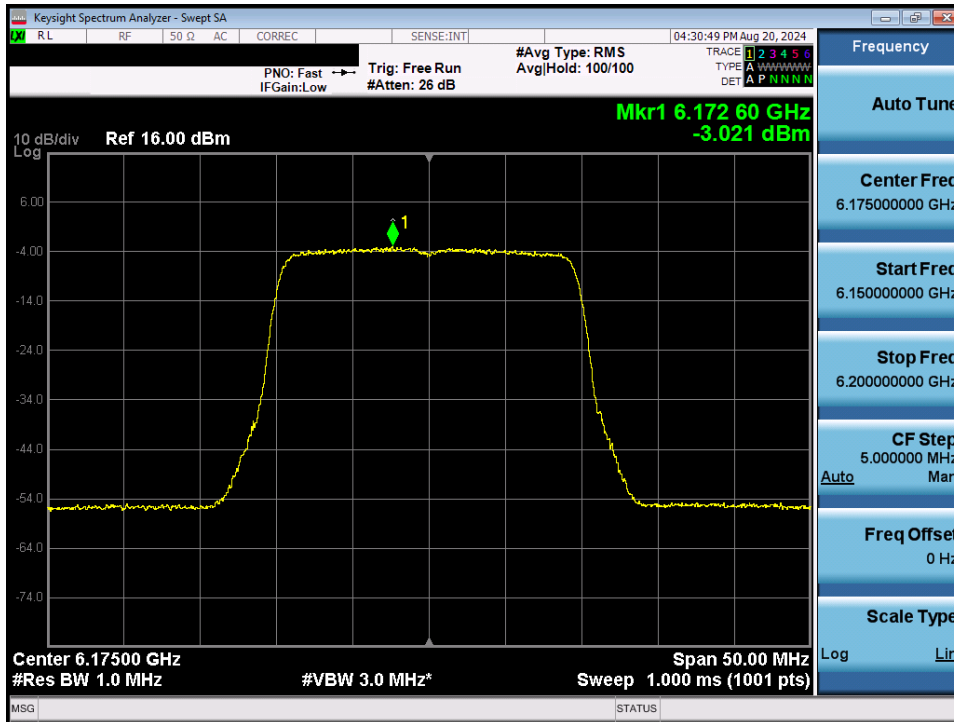 Keysight Spectrum Analyzer - Swept SA
LXI RL RF 50 Ω AC CORREC SENSE:INT 04:30:49 PM Aug 20, 2024
PNO: Fast
IFGain:Low
Trig: Free Run
#Atten: 26 dB
#Avg Type: RMS
Avg|Hold: 100/100
TRACE 1 2 3 4 5 6
TYPE A WWWWW
DET A P N N N N
Mkr1 6.172 60 GHz
-3.021 dBm
10 dB/div Ref 16.00 dBm
Log
1
6.00
-4.00
-14.0
-24.0
-34.0
-44.0
-54.0
-64.0
-74.0
Center 6.17500 GHz Span 50.00 MHz
#Res BW 1.0 MHz #VBW 3.0 MHz* Sweep 1.000 ms (1001 pts)
MSG STATUS
Frequency
Auto Tune
Center Freq
6.175000000 GHz
Start Freq
6.150000000 GHz
Stop Freq
6.200000000 GHz
CF Step
5.000000 MHz
Auto Man
Freq Offset
0 Hz
Scale Type
Log Lin